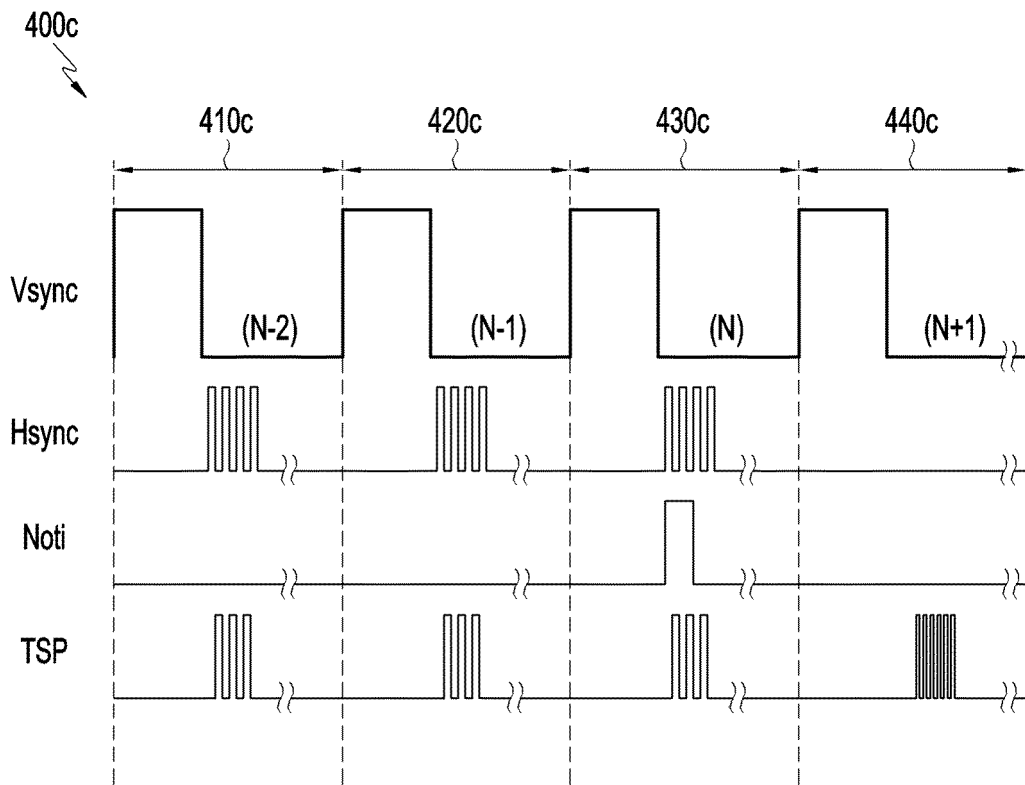 400c
410c 420c 430c 440c
Vsync (N-2) (N-1) (N) (N+1)
Hsync
Noti
TSP